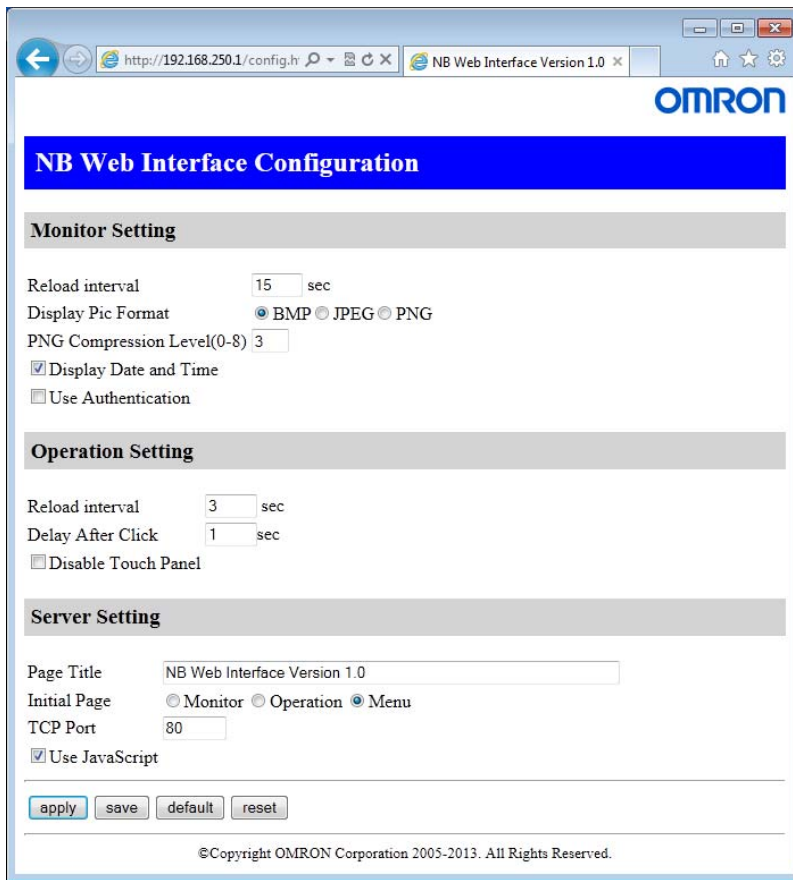 http://192.168.250.1/config.h
NB Web Interface Version 1.0
OMRON
NB Web Interface Configuration
Monitor Setting
Reload interval 15 sec
Display Pic Format BMP JPEG PNG
PNG Compression Level(0-8) 3
Display Date and Time
Use Authentication
Operation Setting
Reload interval 3 sec
Delay After Click 1 sec
Disable Touch Panel
Server Setting
Page Title NB Web Interface Version 1.0
Initial Page Monitor Operation Menu
TCP Port 80
Use JavaScript
apply save default reset
©Copyright OMRON Corporation 2005-2013. All Rights Reserved.